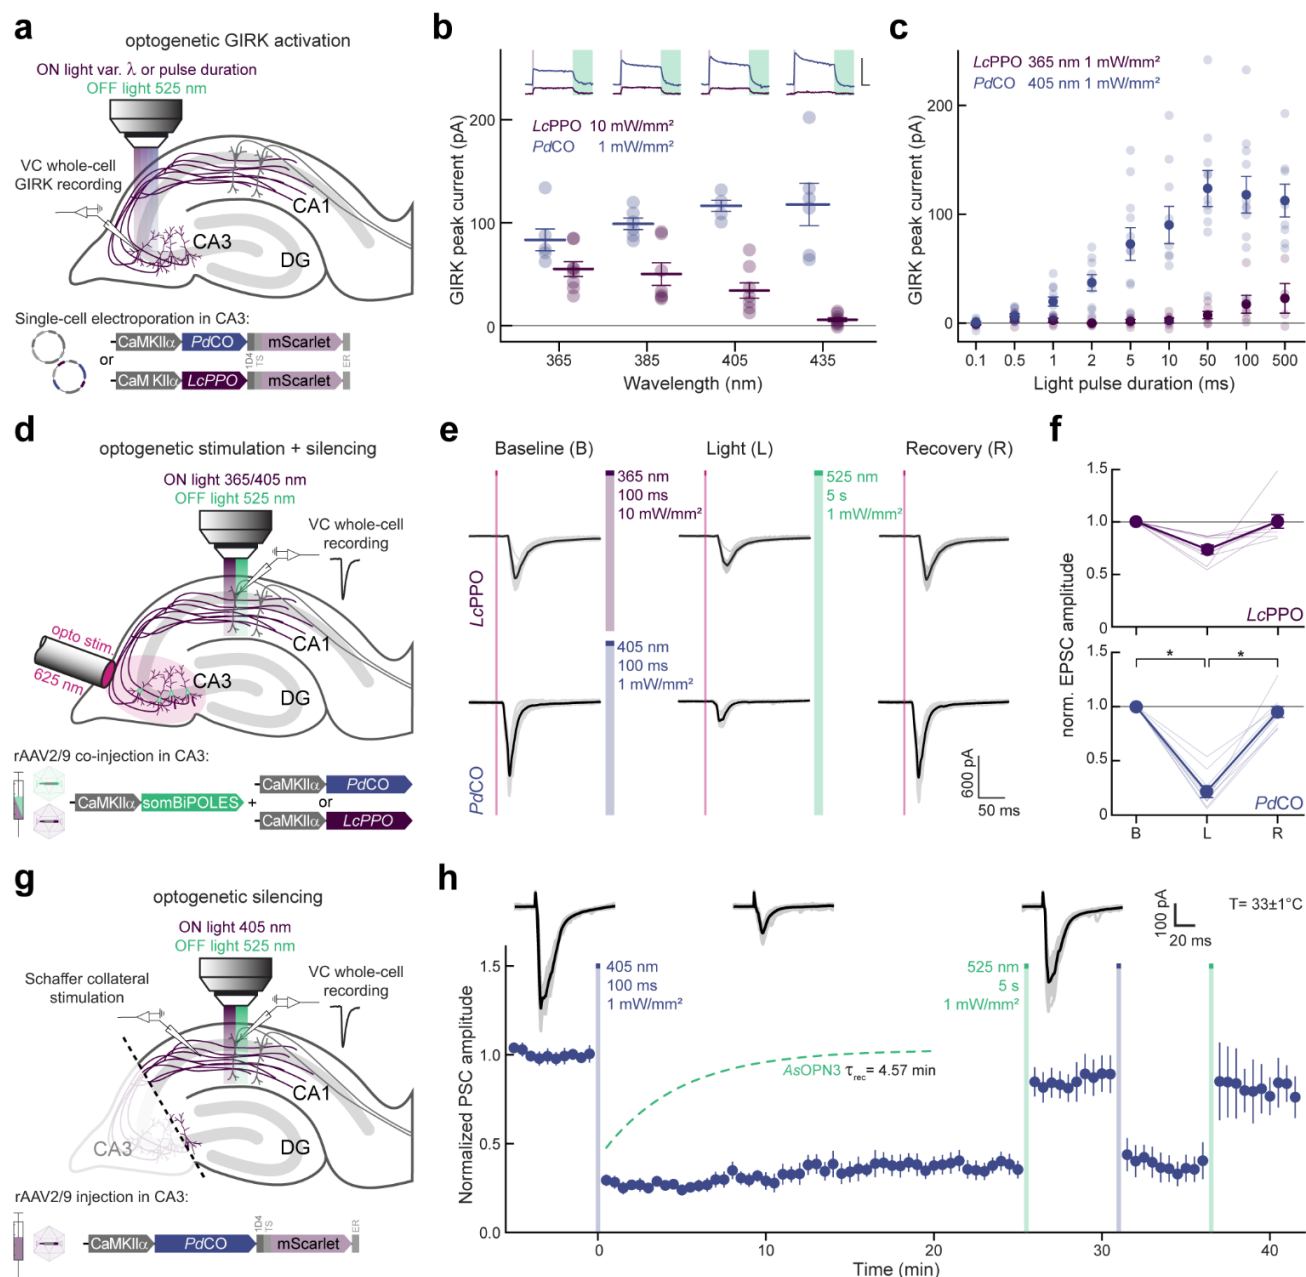 a
optogenetic GIRK activation
ON light var. λ or pulse duration
OFF light 525 nm
VC whole-cell
GIRK recording
CA1
CA3
DG
Single-cell electroporation in CA3:
CaMKIIα PdCO 1D4 TS mScarlet ER
or
CaM KIIα LcPPO mScarlet
b
LcPPO 10 mW/mm²
PdCO 1 mW/mm²
GIRK peak current (pA)
200
100
0
365 385 405 435
Wavelength (nm)
c
LcPPO 365 nm 1 mW/mm²
PdCO 405 nm 1 mW/mm²
GIRK peak current (pA)
200
100
0
0.1 0.5 1 2 5 10 50 100 500
Light pulse duration (ms)
d
optogenetic stimulation + silencing
ON light 365/405 nm
OFF light 525 nm
VC whole-cell
recording
opto stim.
625 nm
CA1
CA3
DG
rAAV2/9 co-injection in CA3:
CaMKIIα somBiPOLES +
CaMKIIα PdCO
or
CaMKIIα LcPPO
e
Baseline (B) Light (L) Recovery (R)
365 nm
100 ms
10 mW/mm²
525 nm
5 s
1 mW/mm²
LcPPO
405 nm
100 ms
1 mW/mm²
PdCO
600 pA
50 ms
f
norm. EPSC amplitude
1.5
1.0
0.5
0
LcPPO
1.5
* *
1.0
0.5
0
PdCO
B L R
g
optogenetic silencing
ON light 405 nm
OFF light 525 nm
Schaffer collateral
stimulation
VC whole-cell
recording
CA1
CA3
DG
rAAV2/9 injection in CA3:
CaMKIIα PdCO 1D4 TS mScarlet ER
h
100 pA
20 ms
T= 33±1°C
405 nm
100 ms
1 mW/mm²
525 nm
5 s
1 mW/mm²
AsOPN3 τrec= 4.57 min
Normalized PSC amplitude
1.5
1.0
0.5
0.0
0 10 20 30 40
Time (min)